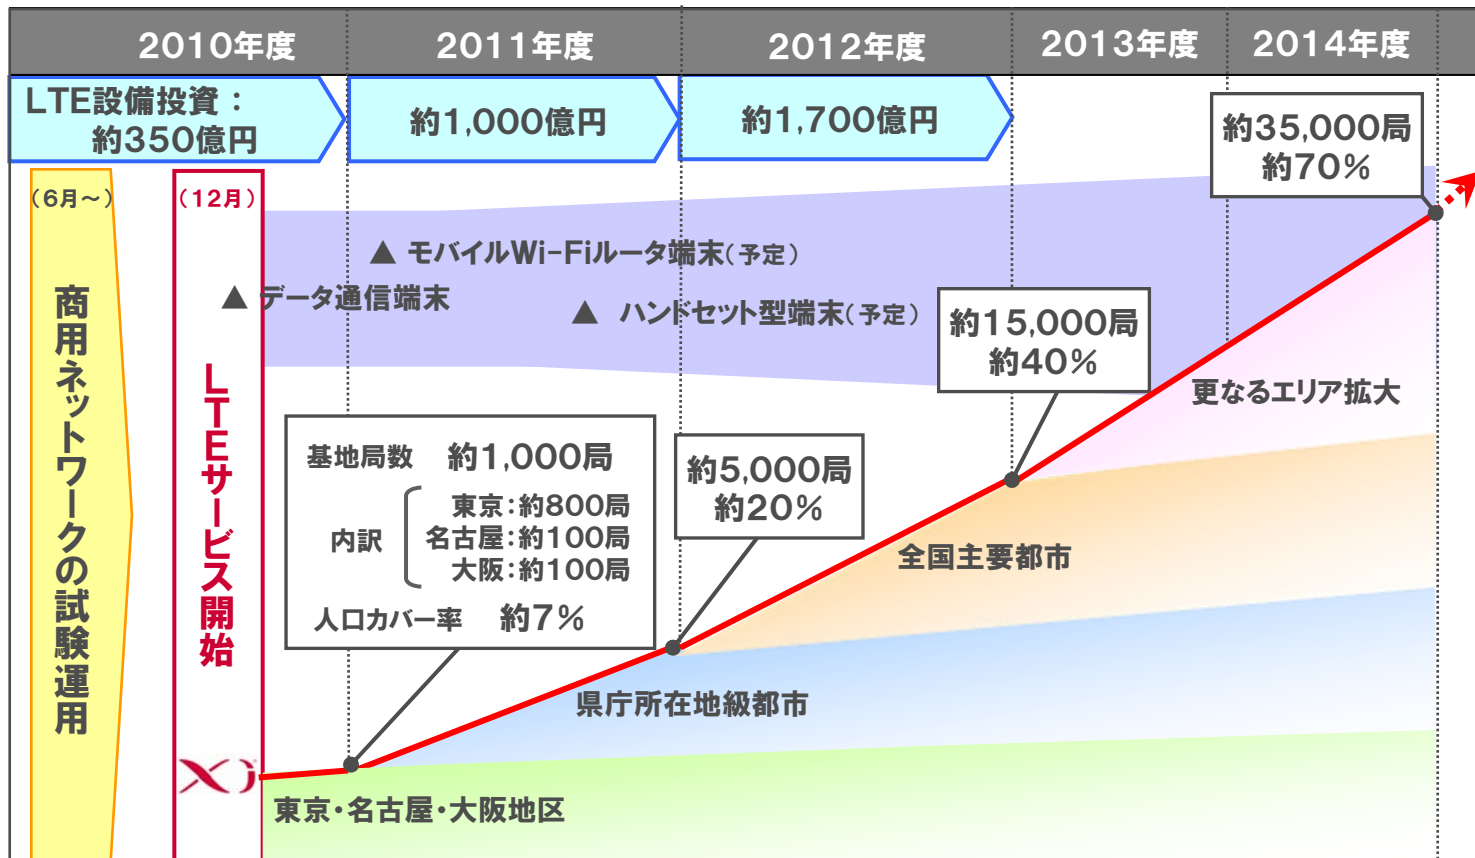 2010年度
2011年度
2012年度
2013年度
2014年度
LTE設備投資：
約350億円
約1,000億円
約1,700億円
約35,000局
約70%
（6月～）
商用ネットワークの試験運用
（12月）
LTEサービス開始
Xi
▲ モバイルWi-Fiルータ端末（予定）
▲ データ通信端末
▲ ハンドセット型端末（予定）
約15,000局
約40%
更なるエリア拡大
基地局数 約1,000局
内訳
東京：約800局
名古屋：約100局
大阪：約100局
人口カバー率 約7%
約5,000局
約20%
全国主要都市
県庁所在地級都市
東京・名古屋・大阪地区